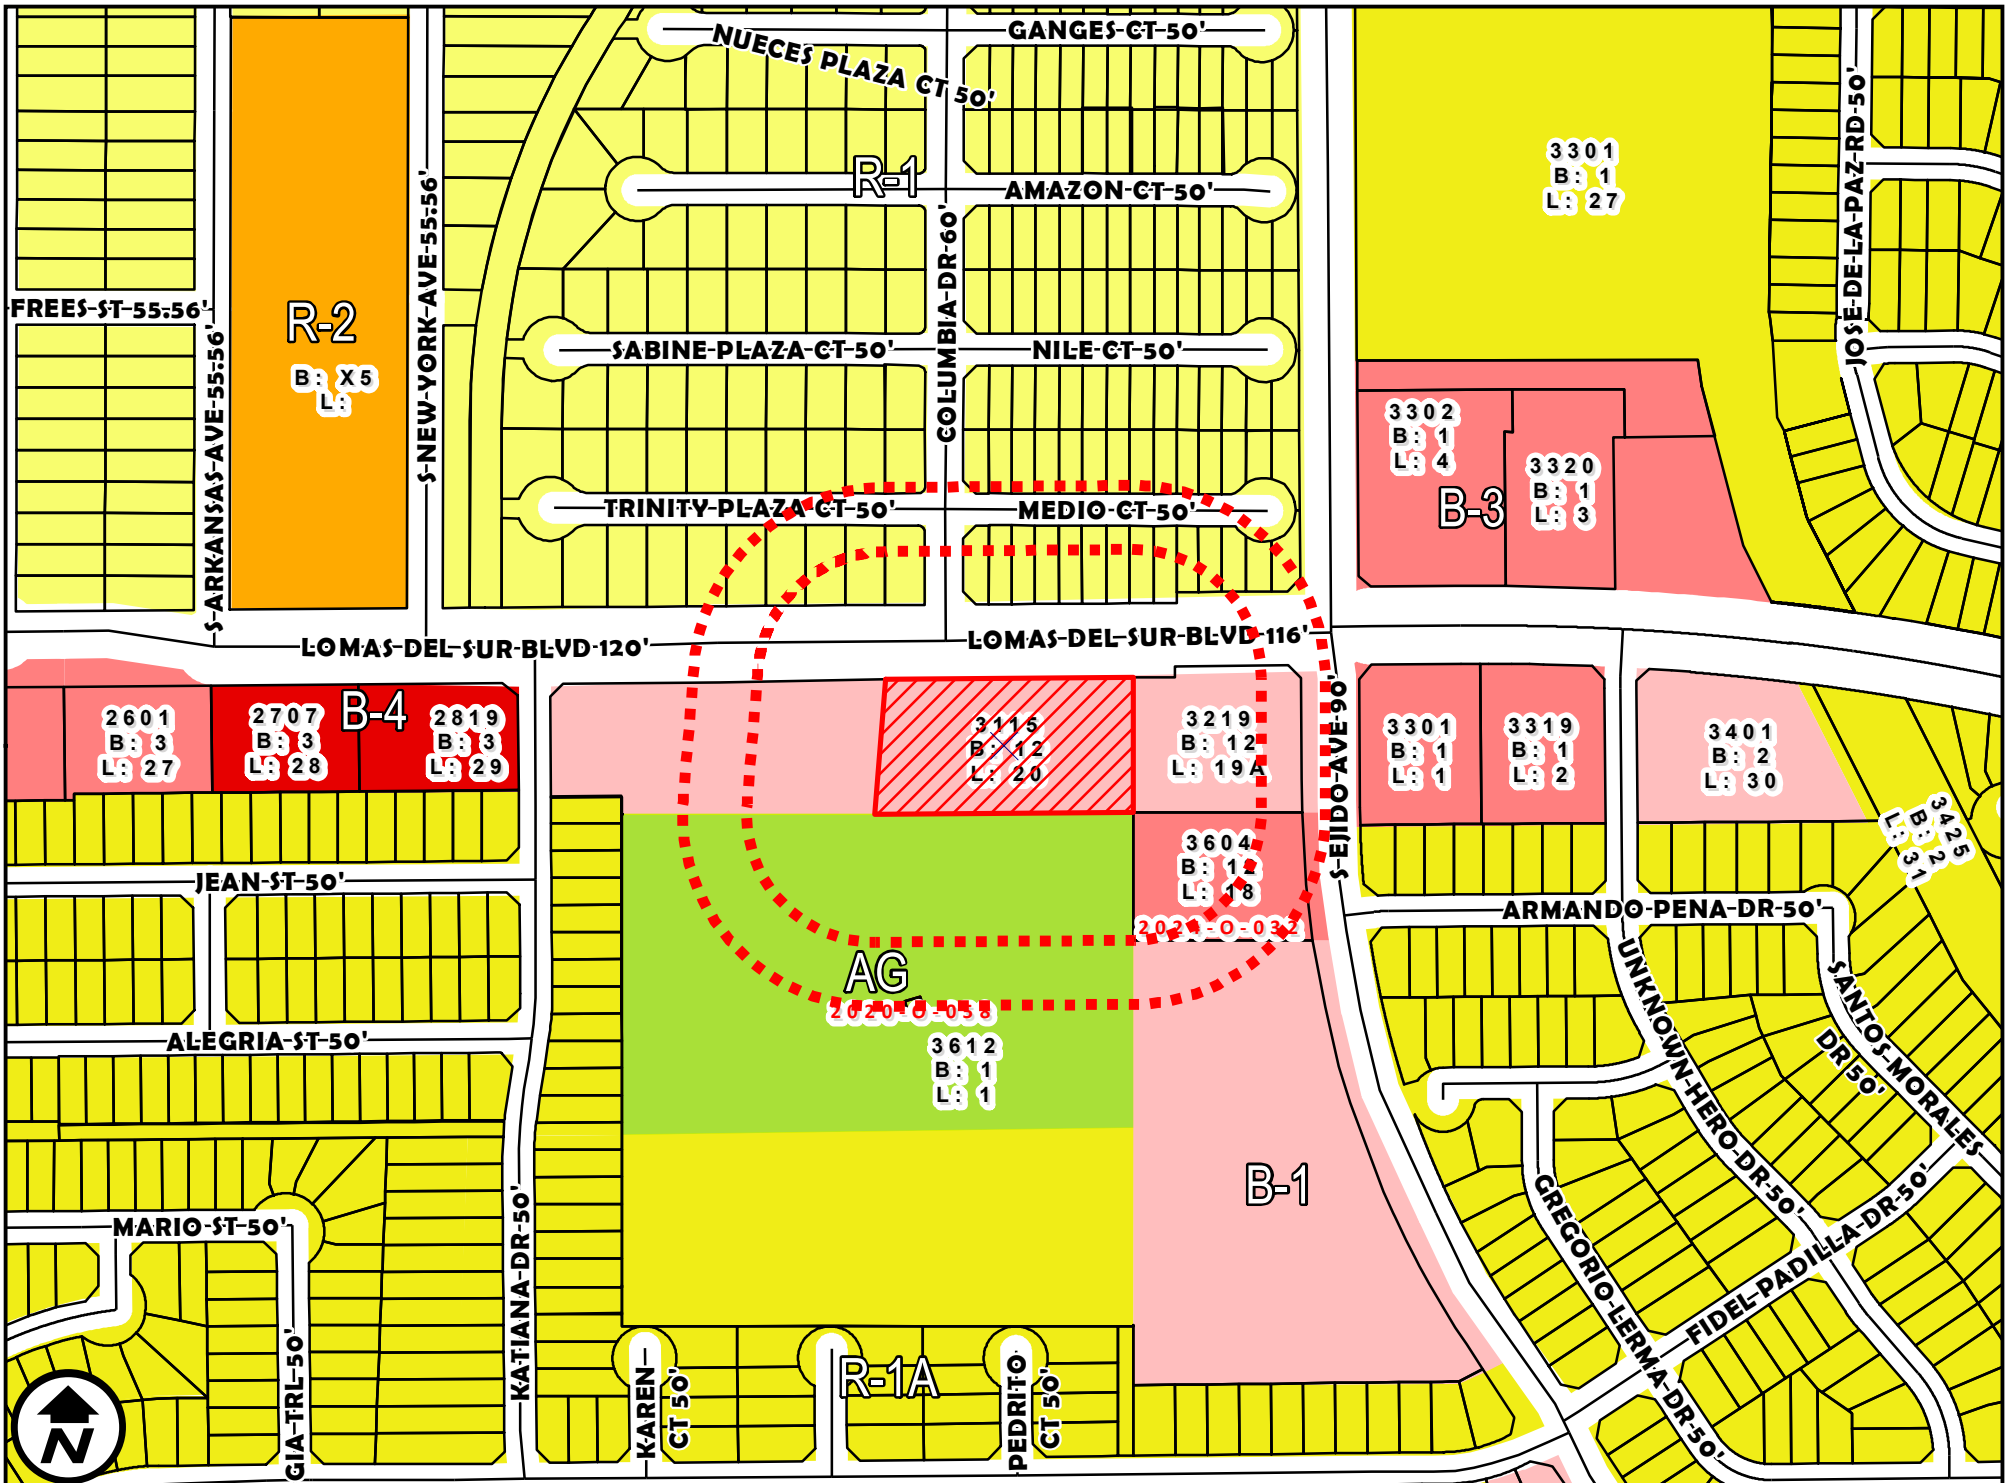 GANGES CT 50'
NUECES PLAZA CT 50'
R-1
AMAZON CT 50'
3301
B: 1
L: 27
JOSE DE LA PAZ RD 50'
S NEW YORK AVE 55.56'
COLUMBIA DR 60'
FREES ST 55.56'
R-2
B: X5
L:
S ARKANSAS AVE 55.56'
SABINE PLAZA CT 50'
NILE CT 50'
3302
B: 1
L: 4
3320
B: 1
L: 3
B-3
TRINITY PLAZA CT 50'
MEDIO CT 50'
LOMAS DEL SUR BLVD 120'
LOMAS DEL SUR BLVD 116'
2601
B: 3
L: 27
2707
B: 3
L: 28
B-4
2819
B: 3
L: 29
3115
B: 12
L: 20
3219
B: 12
L: 19A
S EJIDO AVE 90'
3301
B: 1
L: 1
3319
B: 1
L: 2
3401
B: 2
L: 30
3425
B: 2
L: 31
3604
B: 12
L: 18
JEAN ST 50'
ARMANDO PENA DR 50'
AG
2020-O-058
3612
B: 1
L: 1
ALEGRIA ST 50'
UNKNOWN HERO DR 50'
SANTOS MORALES
DR 50'
B-1
MARIO ST 50'
KATIANA DR 50'
GREGORIO LERMA DR 50'
FIDEL PADILLA DR 50'
GIA TRL 50'
KAREN
CT 50'
R-1A
PEDRITO
CT 50'
N